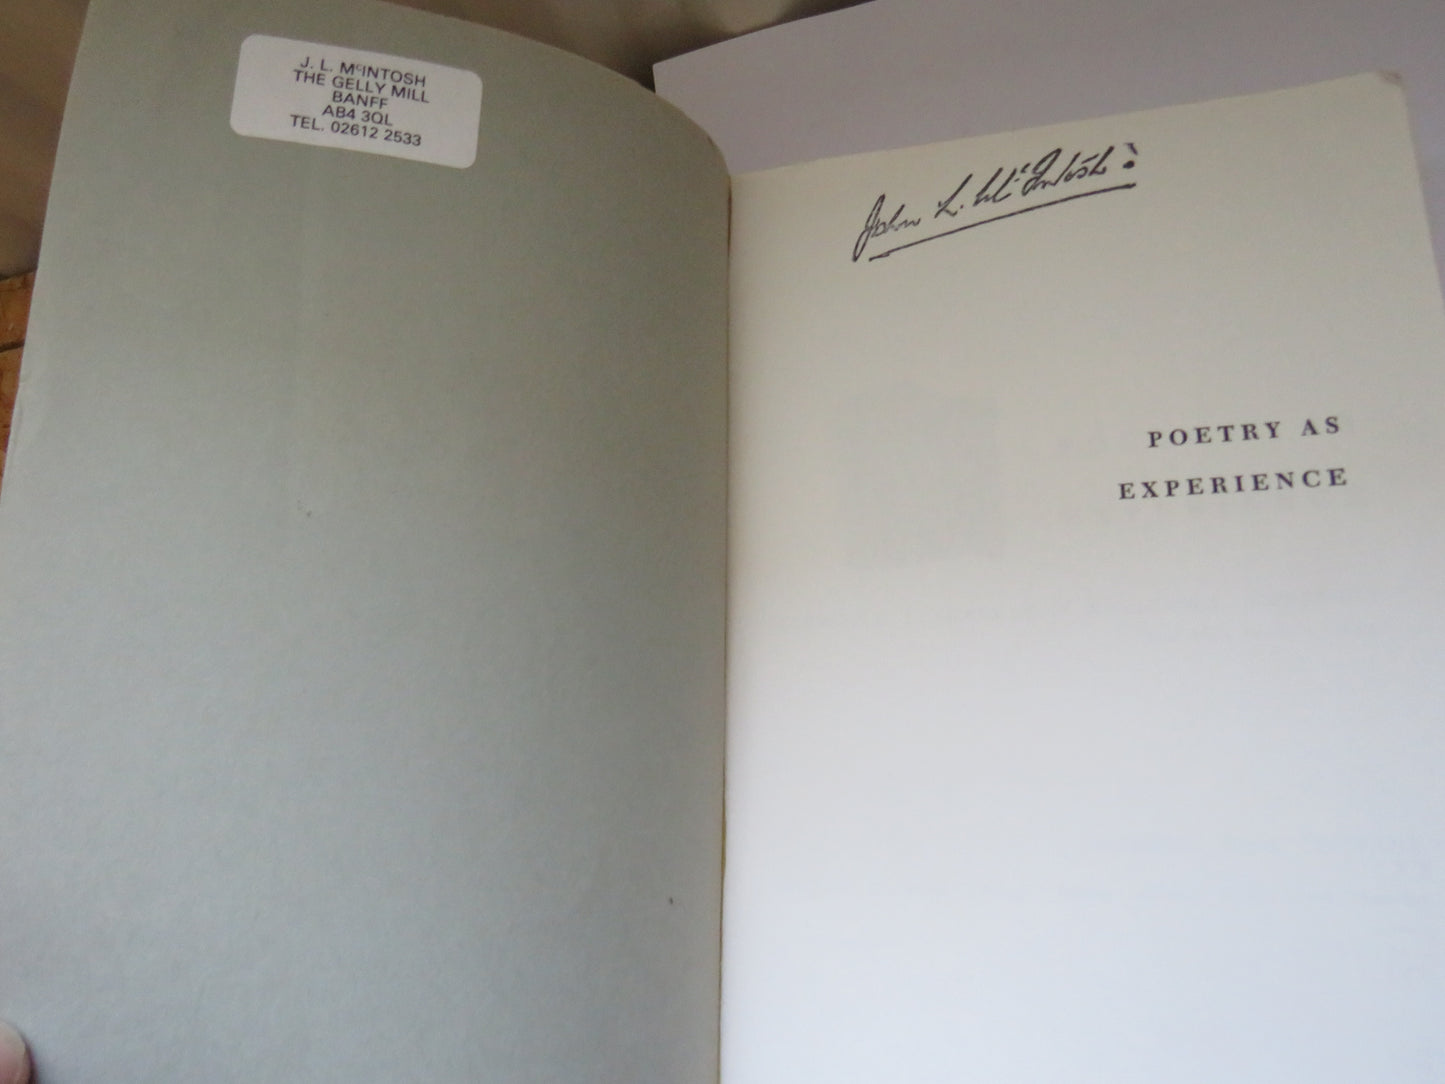 J. L. McINTOSH
THE GELLY MILL
BANFF
AB4 3QL
TEL. 02612 2533
John L. McIntosh
POETRY AS
EXPERIENCE